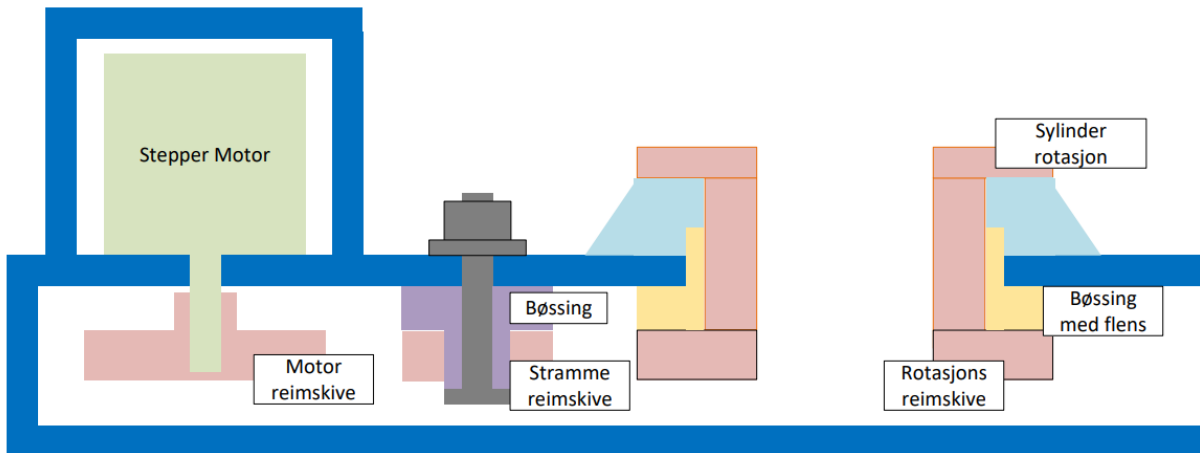 Stepper Motor
Sylinder
rotasjon
Bøssing
Bøssing
med flens
Motor
reimskive
Stramme
reimskive
Rotasjons
reimskive